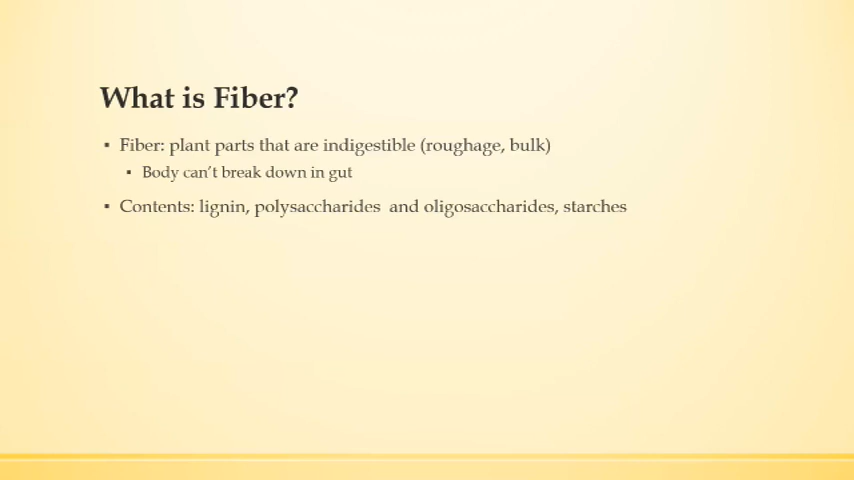 What is Fiber?
▪ Fiber: plant parts that are indigestible (roughage, bulk)
▪ Body can’t break down in gut
▪ Contents: lignin, polysaccharides  and oligosaccharides, starches